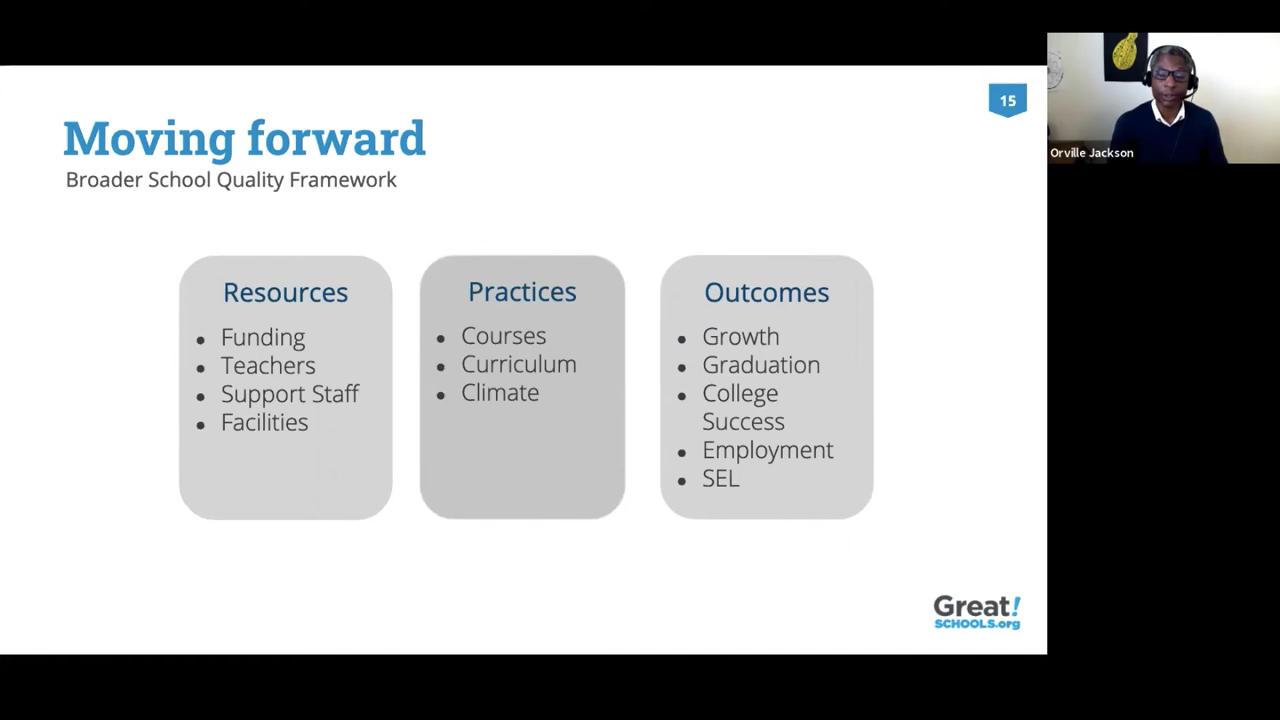 15
Moving forward
Broader School Quality Framework
Resources
• Funding
• Teachers
• Support Staff
• Facilities
Practices
• Courses
• Curriculum
• Climate
Outcomes
• Growth
• Graduation
• College
Success
• Employment
• SEL
Great!
SCHOOLS.org
Orville Jackson